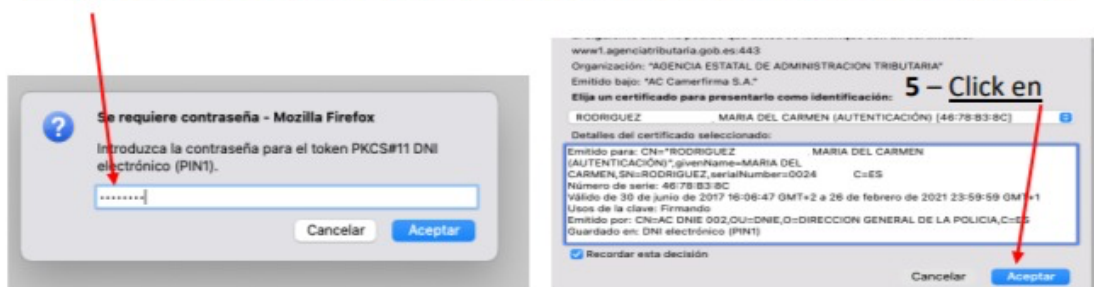 Se requiere contraseña - Mozilla Firefox
Introduzca la contraseña para el token PKCS#11 DNI
electrónico (PIN1).
Cancelar Aceptar
www1.agenciatributaria.gob.es:443
Organización: "AGENCIA ESTATAL DE ADMINISTRACION TRIBUTARIA"
Emitido bajo: "AC Camerfirma S.A."
5 – Click en
Elija un certificado para presentarlo como identificación:
RODRIGUEZ MARIA DEL CARMEN (AUTENTICACIÓN) [46:78:B3:8C]
Detalles del certificado seleccionado:
Emitido para: CN="RODRIGUEZ MARIA DEL CARMEN
(AUTENTICACIÓN)",givenName=MARIA DEL
CARMEN,SN=RODRIGUEZ,serialNumber=0024 C=ES
Número de serie: 46:78:B3:8C
Válido de 30 de junio de 2017 16:06:47 GMT+2 a 26 de febrero de 2021 23:59:59 GMT+1
Usos de la clave: Firmando
Emitido por: CN=AC DNIE 002,OU=DNIE,O=DIRECCION GENERAL DE LA POLICIA,C=ES
Guardado en: DNI electrónico (PIN1)
Recordar esta decisión
Cancelar Aceptar